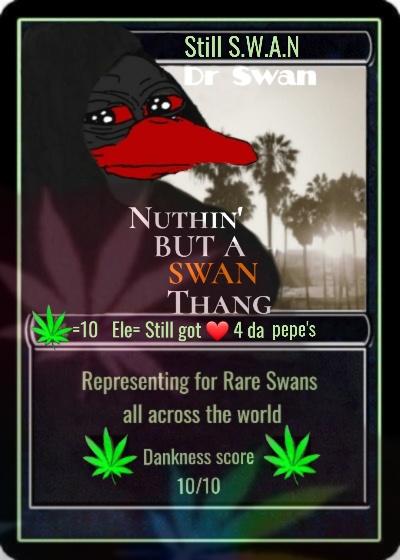 Still S.W.A.N
Dr Swan
NUTHIN'
BUT A
SWAN
THANG
=10 Ele= Still got ❤️ 4 da pepe's
Representing for Rare Swans
all across the world
Dankness score
10/10